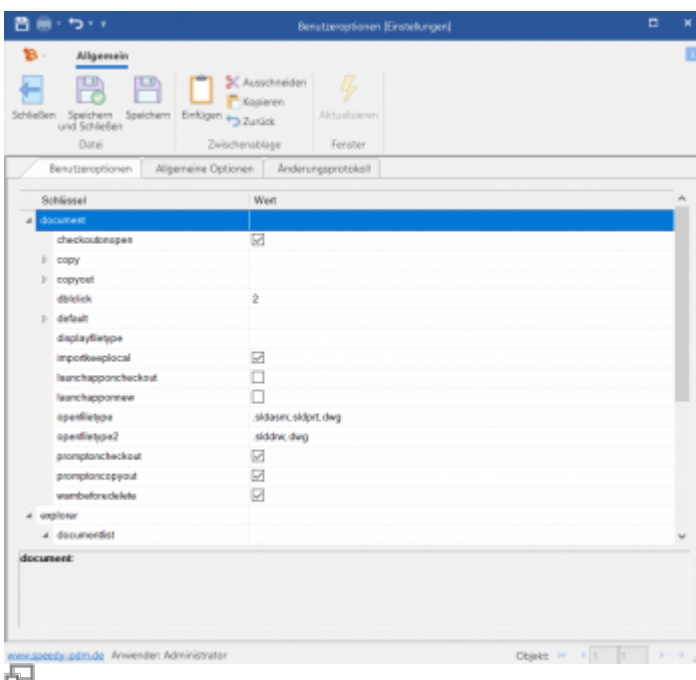 Benutzeroptionen [Einstellungen]
Allgemein
Schließen
Speichern und Schließen
Speichern
Einfügen
Ausschneiden
Kopieren
Zurück
Aktualisieren
Datei
Zwischenablage
Fenster
Benutzeroptionen
Allgemeine Optionen
Änderungsprotokoll
Schlüssel Wert
document
checkoutonopen
copy
copyout
dblclick 2
default
displayfiletype
importkeeplocal
launchapponcheckout
launchapponnew
openfiletype .sldasm;.sldprt;.dwg
openfiletype2 .slddrw;.dwg
promptoncheckout
promptoncopyout
warnbeforedelete
explorer
documentlist
document:
www.speedy-pdm.de Anwender: Administrator
Objekt: 1 1